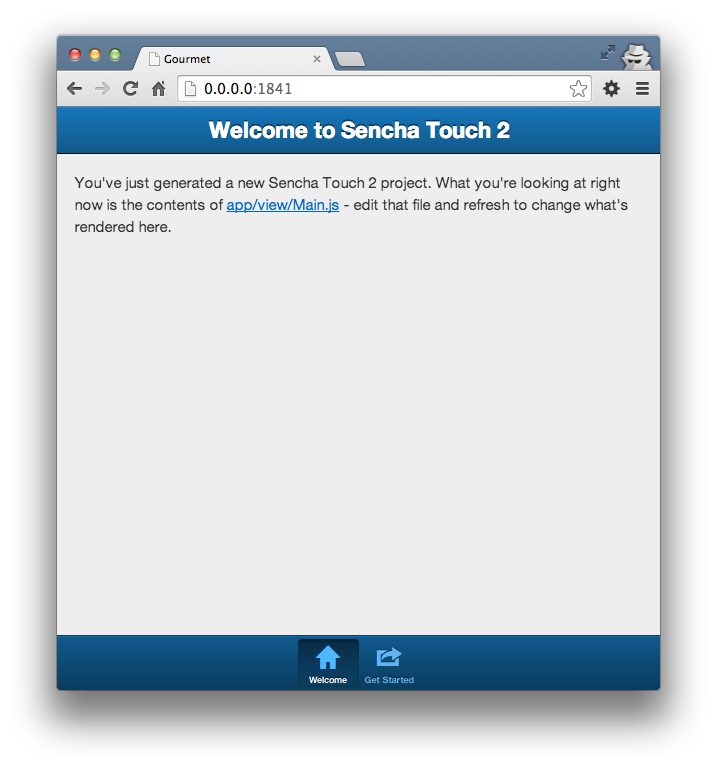 Gourmet
0.0.0.0:1841
Welcome to Sencha Touch 2
You've just generated a new Sencha Touch 2 project. What you're looking at right
now is the contents of app/view/Main.js - edit that file and refresh to change what's
rendered here.
Welcome
Get Started